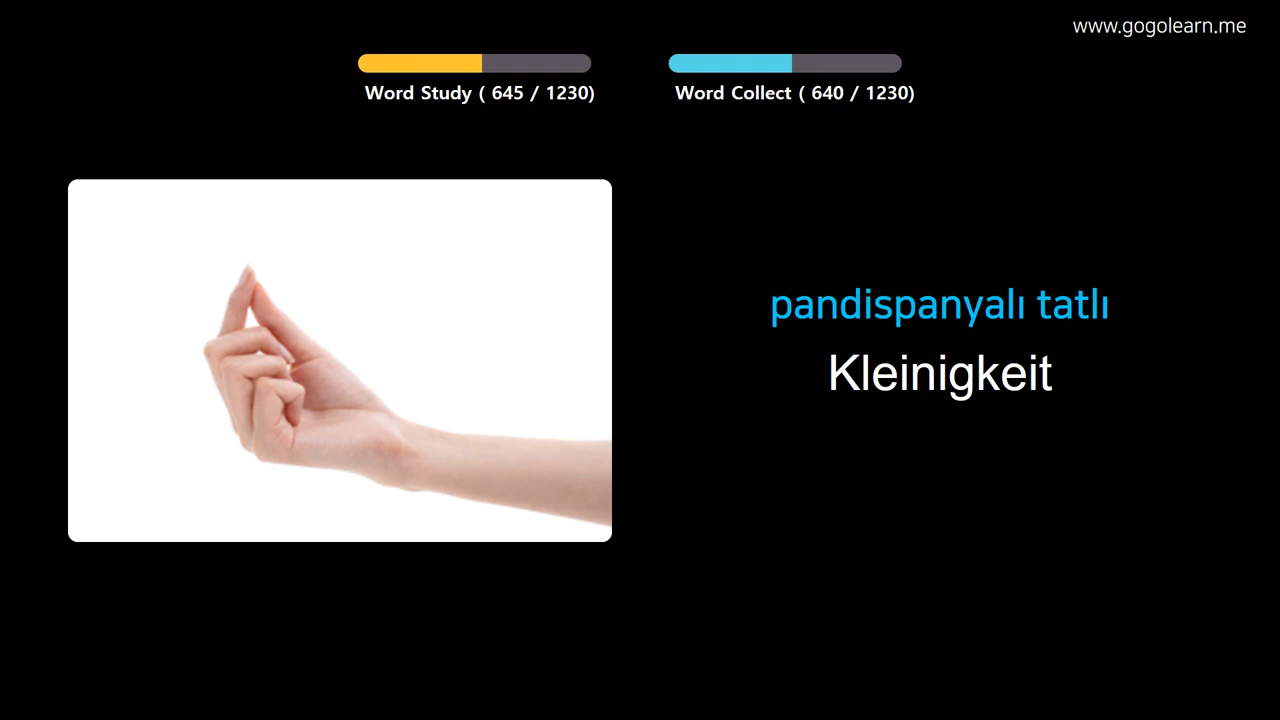 www.gogolearn.me
Word Study ( 645 / 1230)
Word Collect ( 640 / 1230)
pandispanyalı tatlı
Kleinigkeit